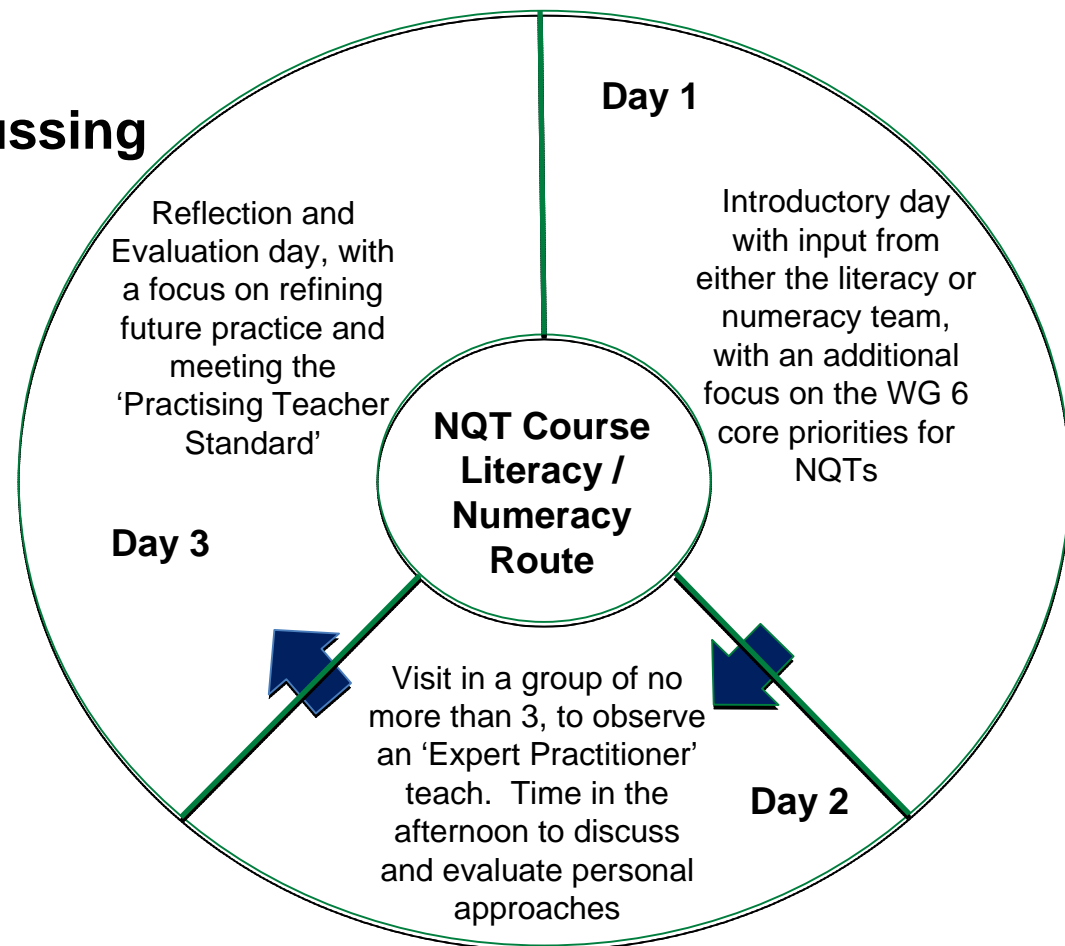 ussing
Day 1
Introductory day
with input from
either the literacy or
numeracy team,
with an additional
focus on the WG 6
core priorities for
NQTs
NQT Course
Literacy /
Numeracy
Route
Day 2
Visit in a group of no
more than 3, to observe
an ‘Expert Practitioner’
teach.  Time in the
afternoon to discuss
and evaluate personal
approaches
Day 3
Reflection and
Evaluation day, with
a focus on refining
future practice and
meeting the
‘Practising Teacher
Standard’